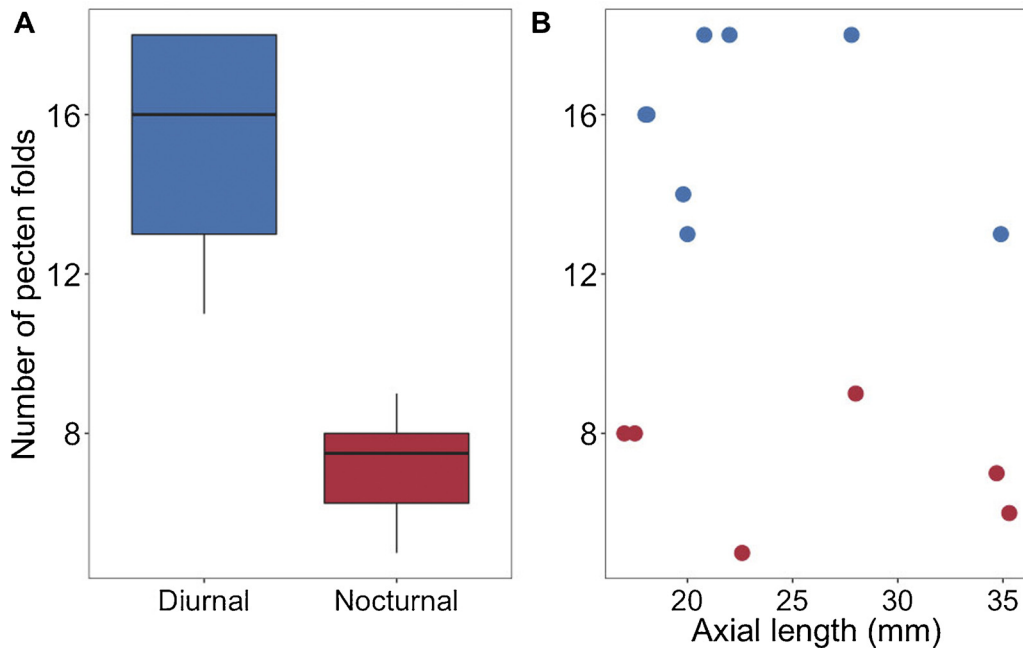 A
B
Number of pecten folds
16
12
8
Diurnal Nocturnal
16
12
8
20 25 30 35
Axial length (mm)